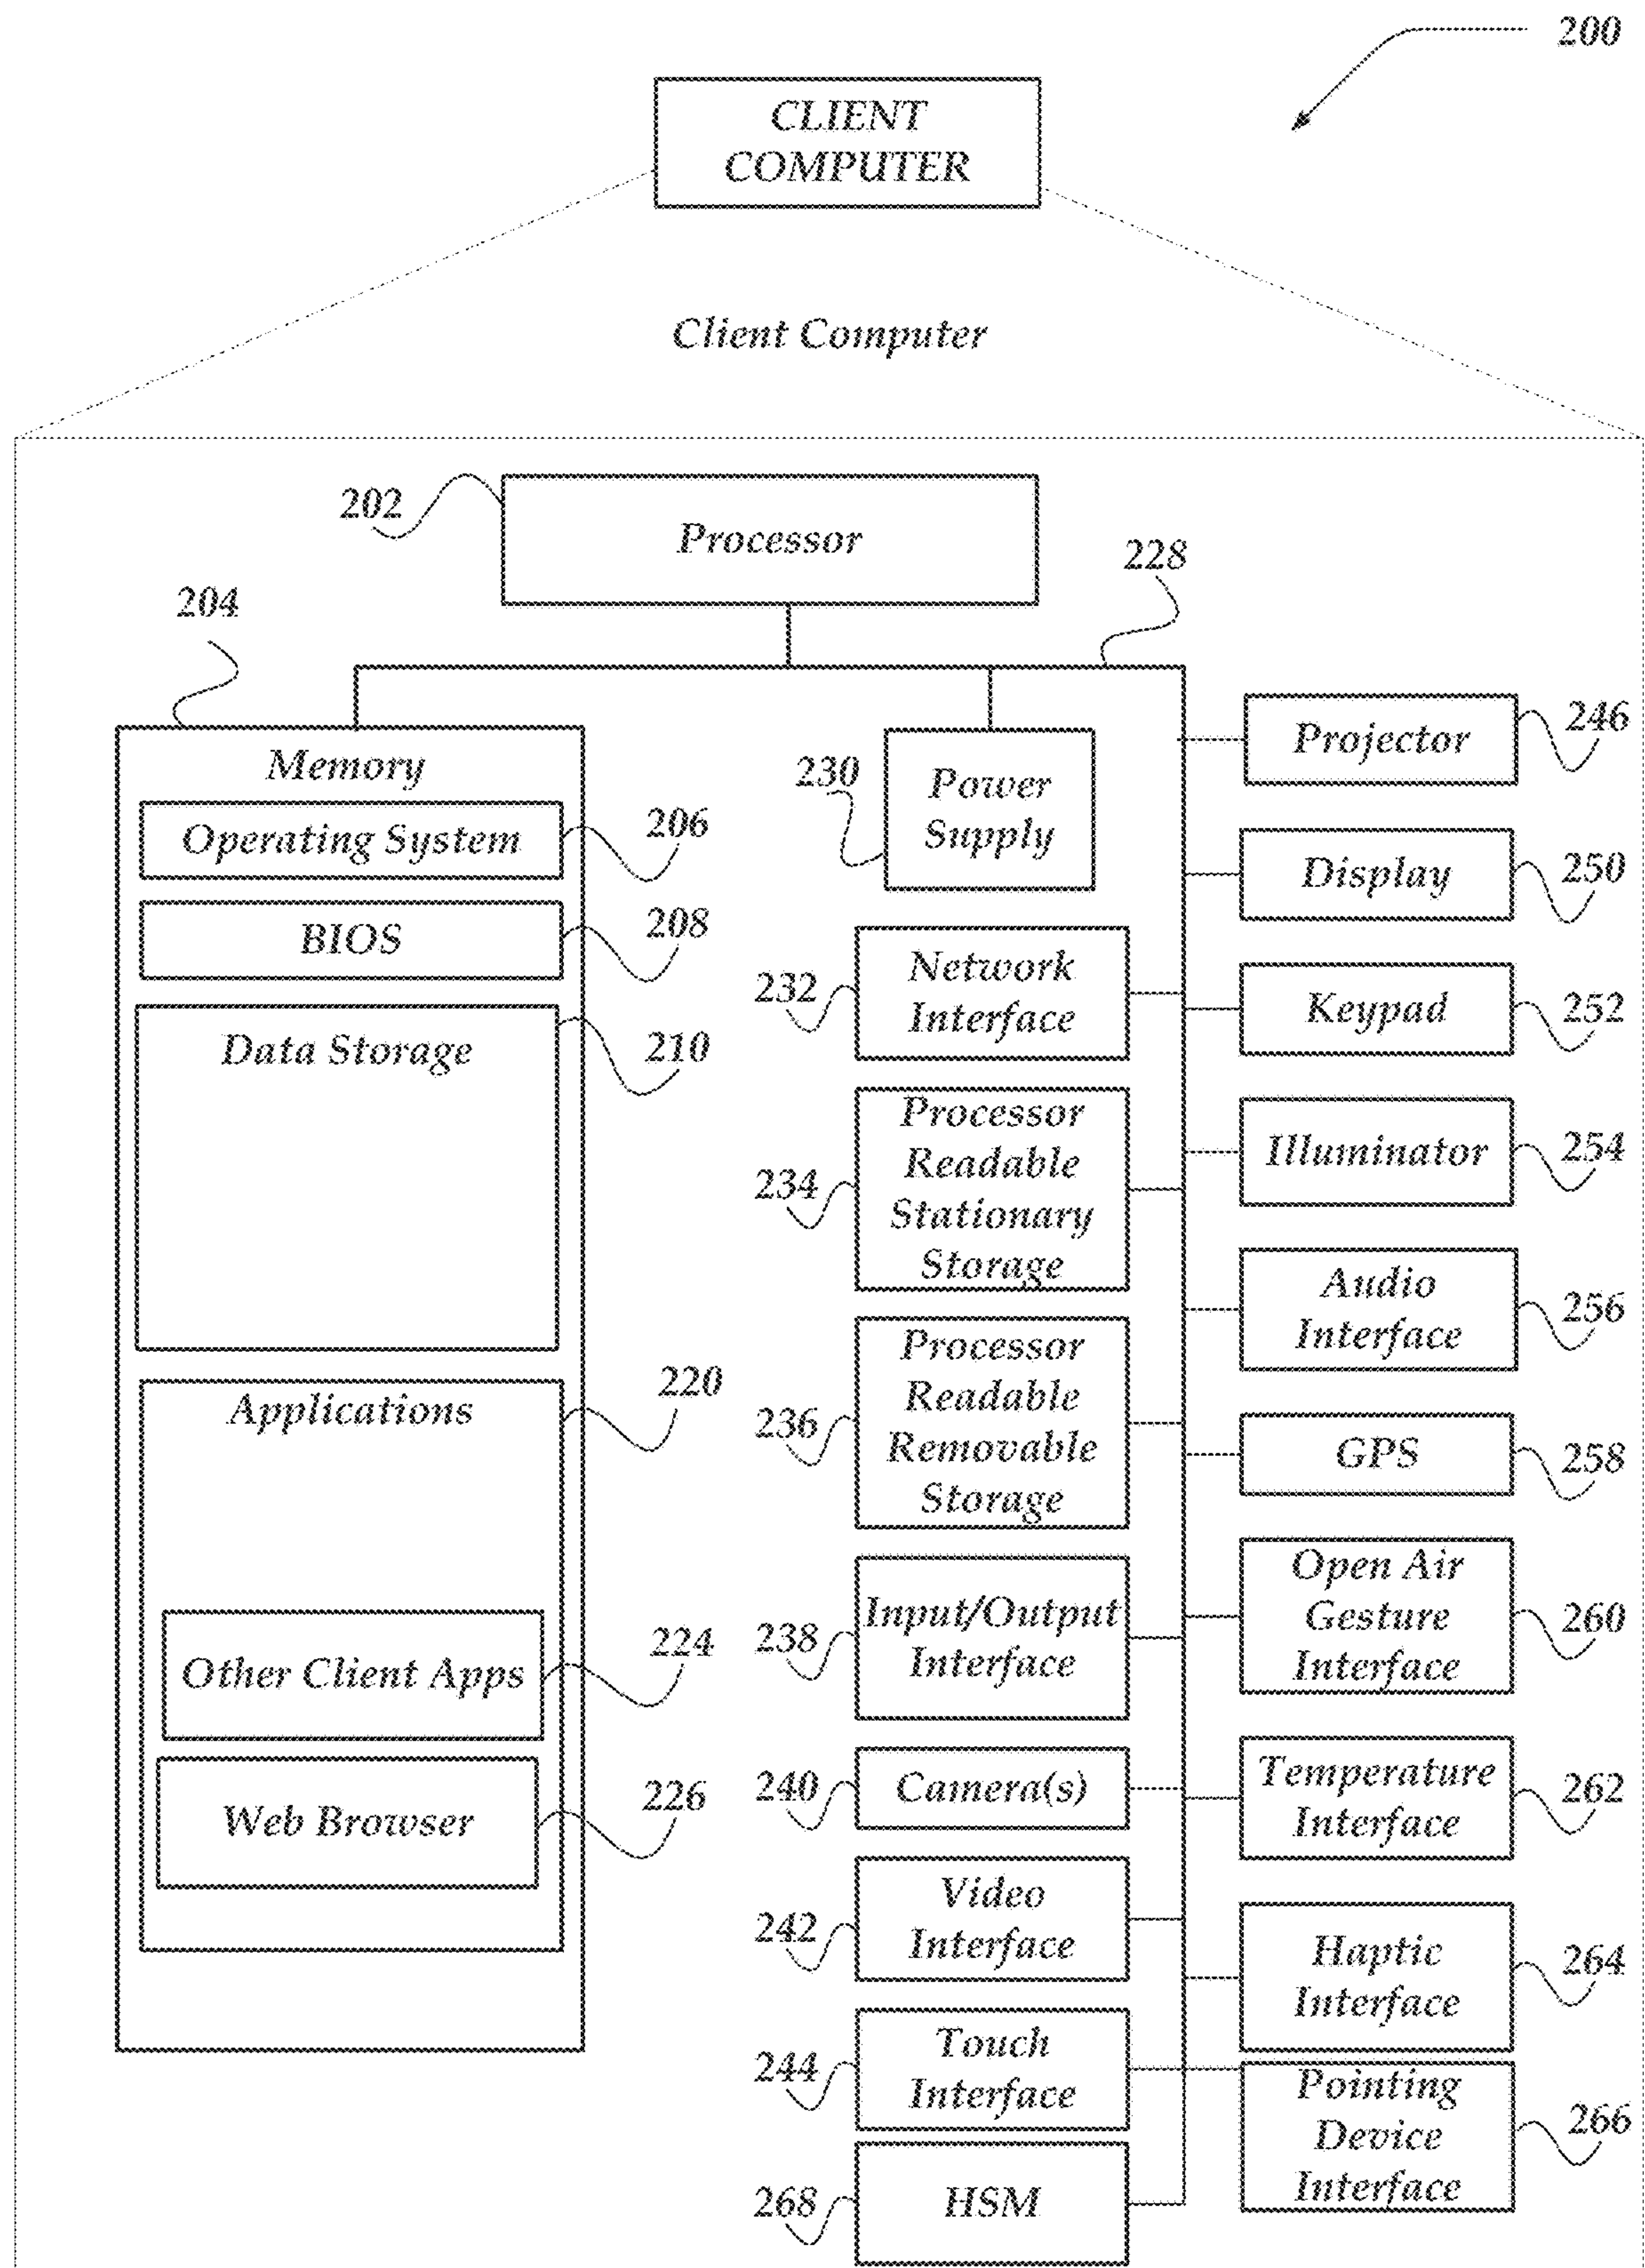 200
CLIENT
COMPUTER
Client Computer
202
Processor
228
204
Memory
Operating System
206
BIOS
208
Data Storage
210
Applications
220
Other Client Apps
224
Web Browser
226
230
Power
Supply
232
Network
Interface
234
Processor
Readable
Stationary
Storage
236
Processor
Readable
Removable
Storage
238
Input/Output
Interface
240
Camera(s)
242
Video
Interface
244
Touch
Interface
268
HSM
Projector
246
Display
250
Keypad
252
Illuminator
254
Audio
Interface
256
GPS
258
Open Air
Gesture
Interface
260
Temperature
Interface
262
Haptic
Interface
264
Pointing
Device
Interface
266